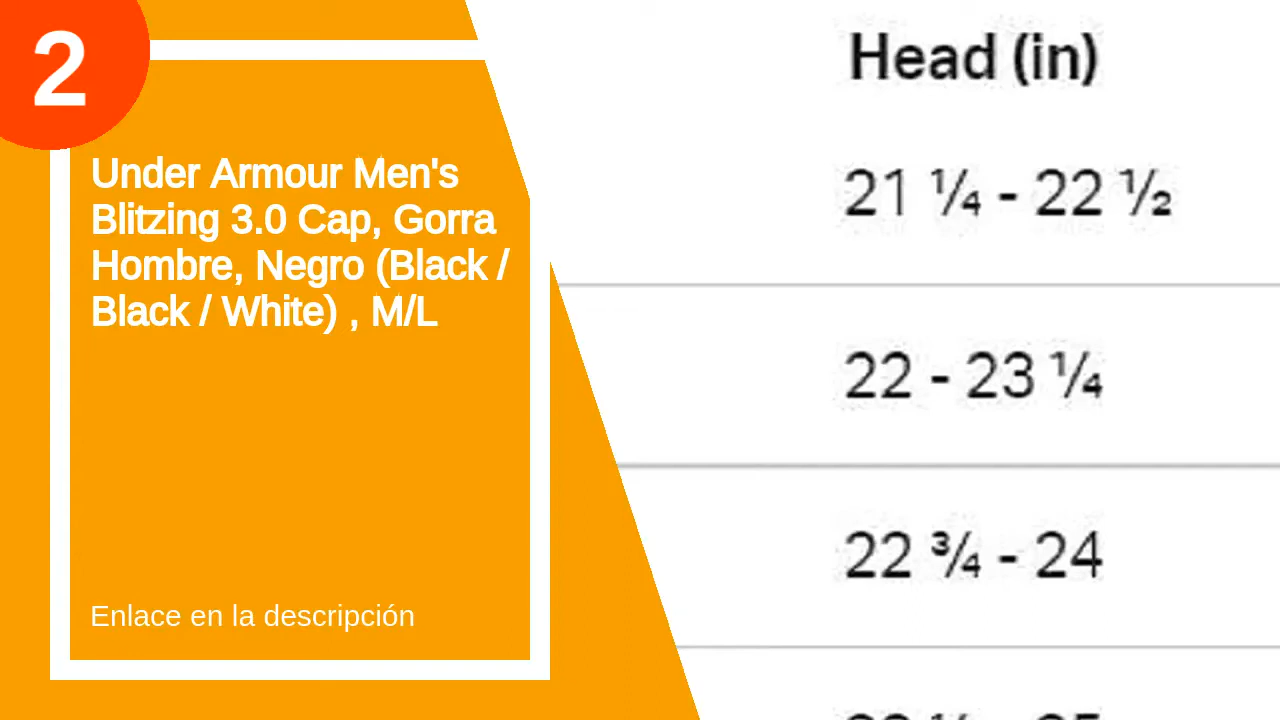 2
Under Armour Men's
Blitzing 3.0 Cap, Gorra
Hombre, Negro (Black /
Black / White) , M/L
Enlace en la descripción
Head (in)
21 ¼ - 22 ½
22 - 23 ¼
22 ¾ - 24